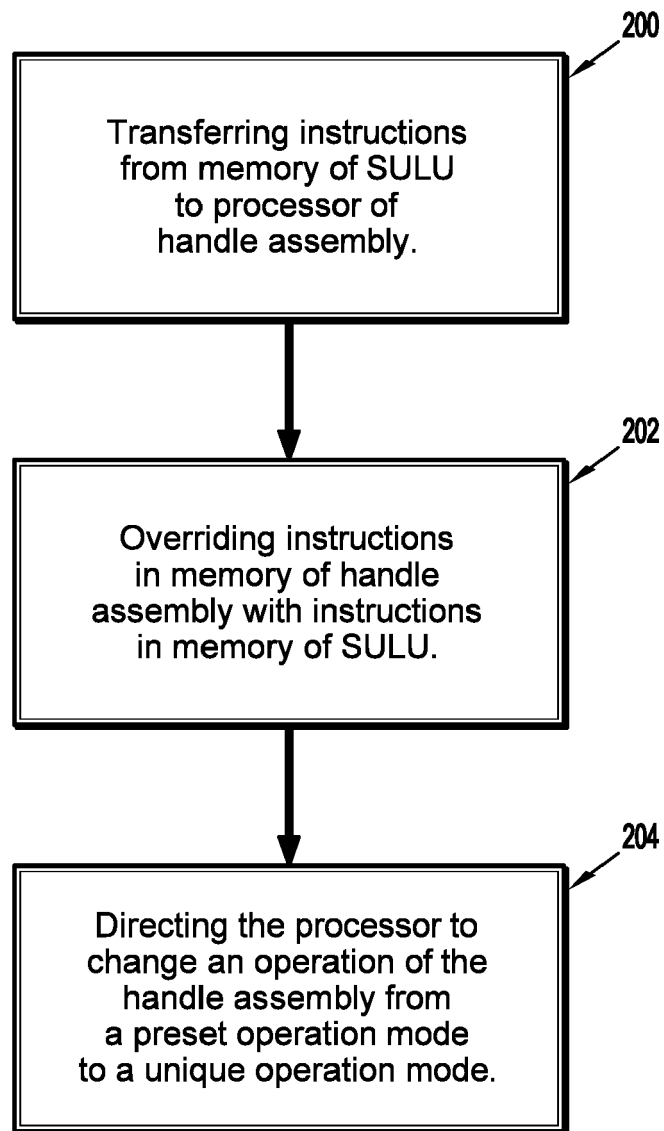 200
Transferring instructions
from memory of SULU
to processor of
handle assembly.
202
Overriding instructions
in memory of handle
assembly with instructions
in memory of SULU.
204
Directing the processor to
change an operation of the
handle assembly from
a preset operation mode
to a unique operation mode.